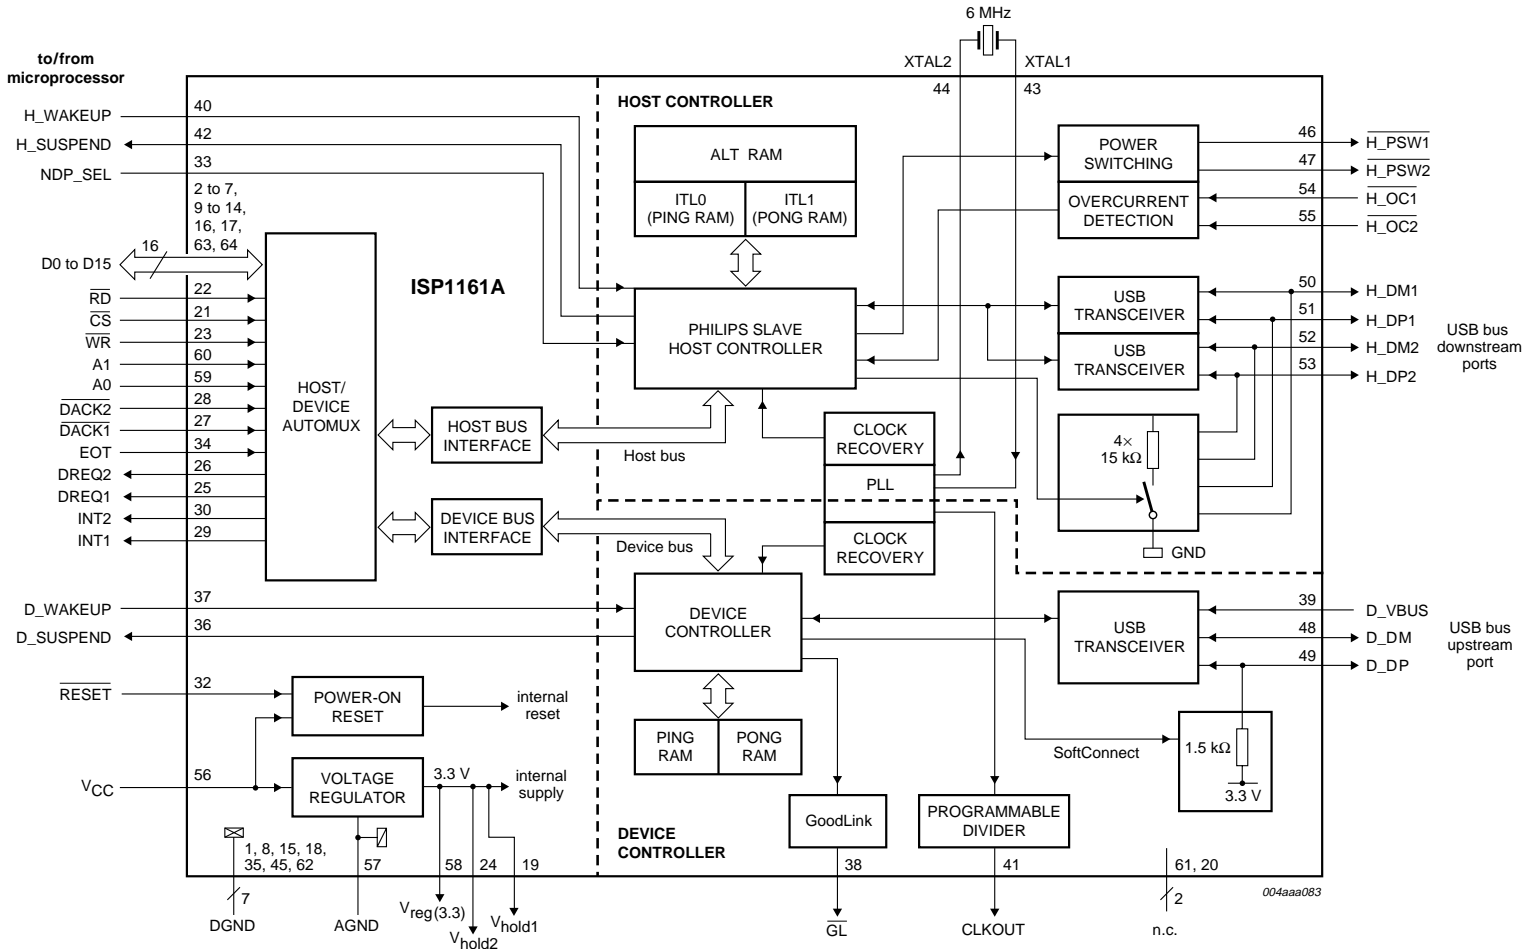 6 MHz
to/from
microprocessor
XTAL2
XTAL1
44
43
H_WAKEUP
40
HOST CONTROLLER
H_SUSPEND
42
NDP_SEL
33
2 to 7,
9 to 14,
16, 17,
63, 64
D0 to D15
16
ISP1161A
ALT RAM
ITL0
(PING RAM)
ITL1
(PONG RAM)
POWER
SWITCHING
OVERCURRENT
DETECTION
46
H_PSW1
47
H_PSW2
54
H_OC1
55
H_OC2
RD
22
CS
21
WR
23
A1
60
A0
59
DACK2
28
DACK1
27
EOT
34
DREQ2
26
DREQ1
25
INT2
30
INT1
29
HOST/
DEVICE
AUTOMUX
HOST BUS
INTERFACE
Host bus
DEVICE BUS
INTERFACE
Device bus
PHILIPS SLAVE
HOST CONTROLLER
USB
TRANSCEIVER
USB
TRANSCEIVER
50
H_DM1
51
H_DP1
52
H_DM2
53
H_DP2
USB bus
downstream
ports
CLOCK
RECOVERY
PLL
CLOCK
RECOVERY
4×
15 kΩ
GND
D_WAKEUP
37
D_SUSPEND
36
DEVICE
CONTROLLER
USB
TRANSCEIVER
39
D_VBUS
48
D_DM
49
D_DP
USB bus
upstream
port
RESET
32
POWER-ON
RESET
internal
reset
PING
RAM
PONG
RAM
SoftConnect
1.5 kΩ
3.3 V
VCC
56
VOLTAGE
REGULATOR
3.3 V
internal
supply
GoodLink
PROGRAMMABLE
DIVIDER
DEVICE
CONTROLLER
1, 8, 15, 18,
35, 45, 62
57
58
24
19
38
41
61, 20
7
2
004aaa083
DGND
AGND
Vreg(3.3)
Vhold2
Vhold1
GL
CLKOUT
n.c.